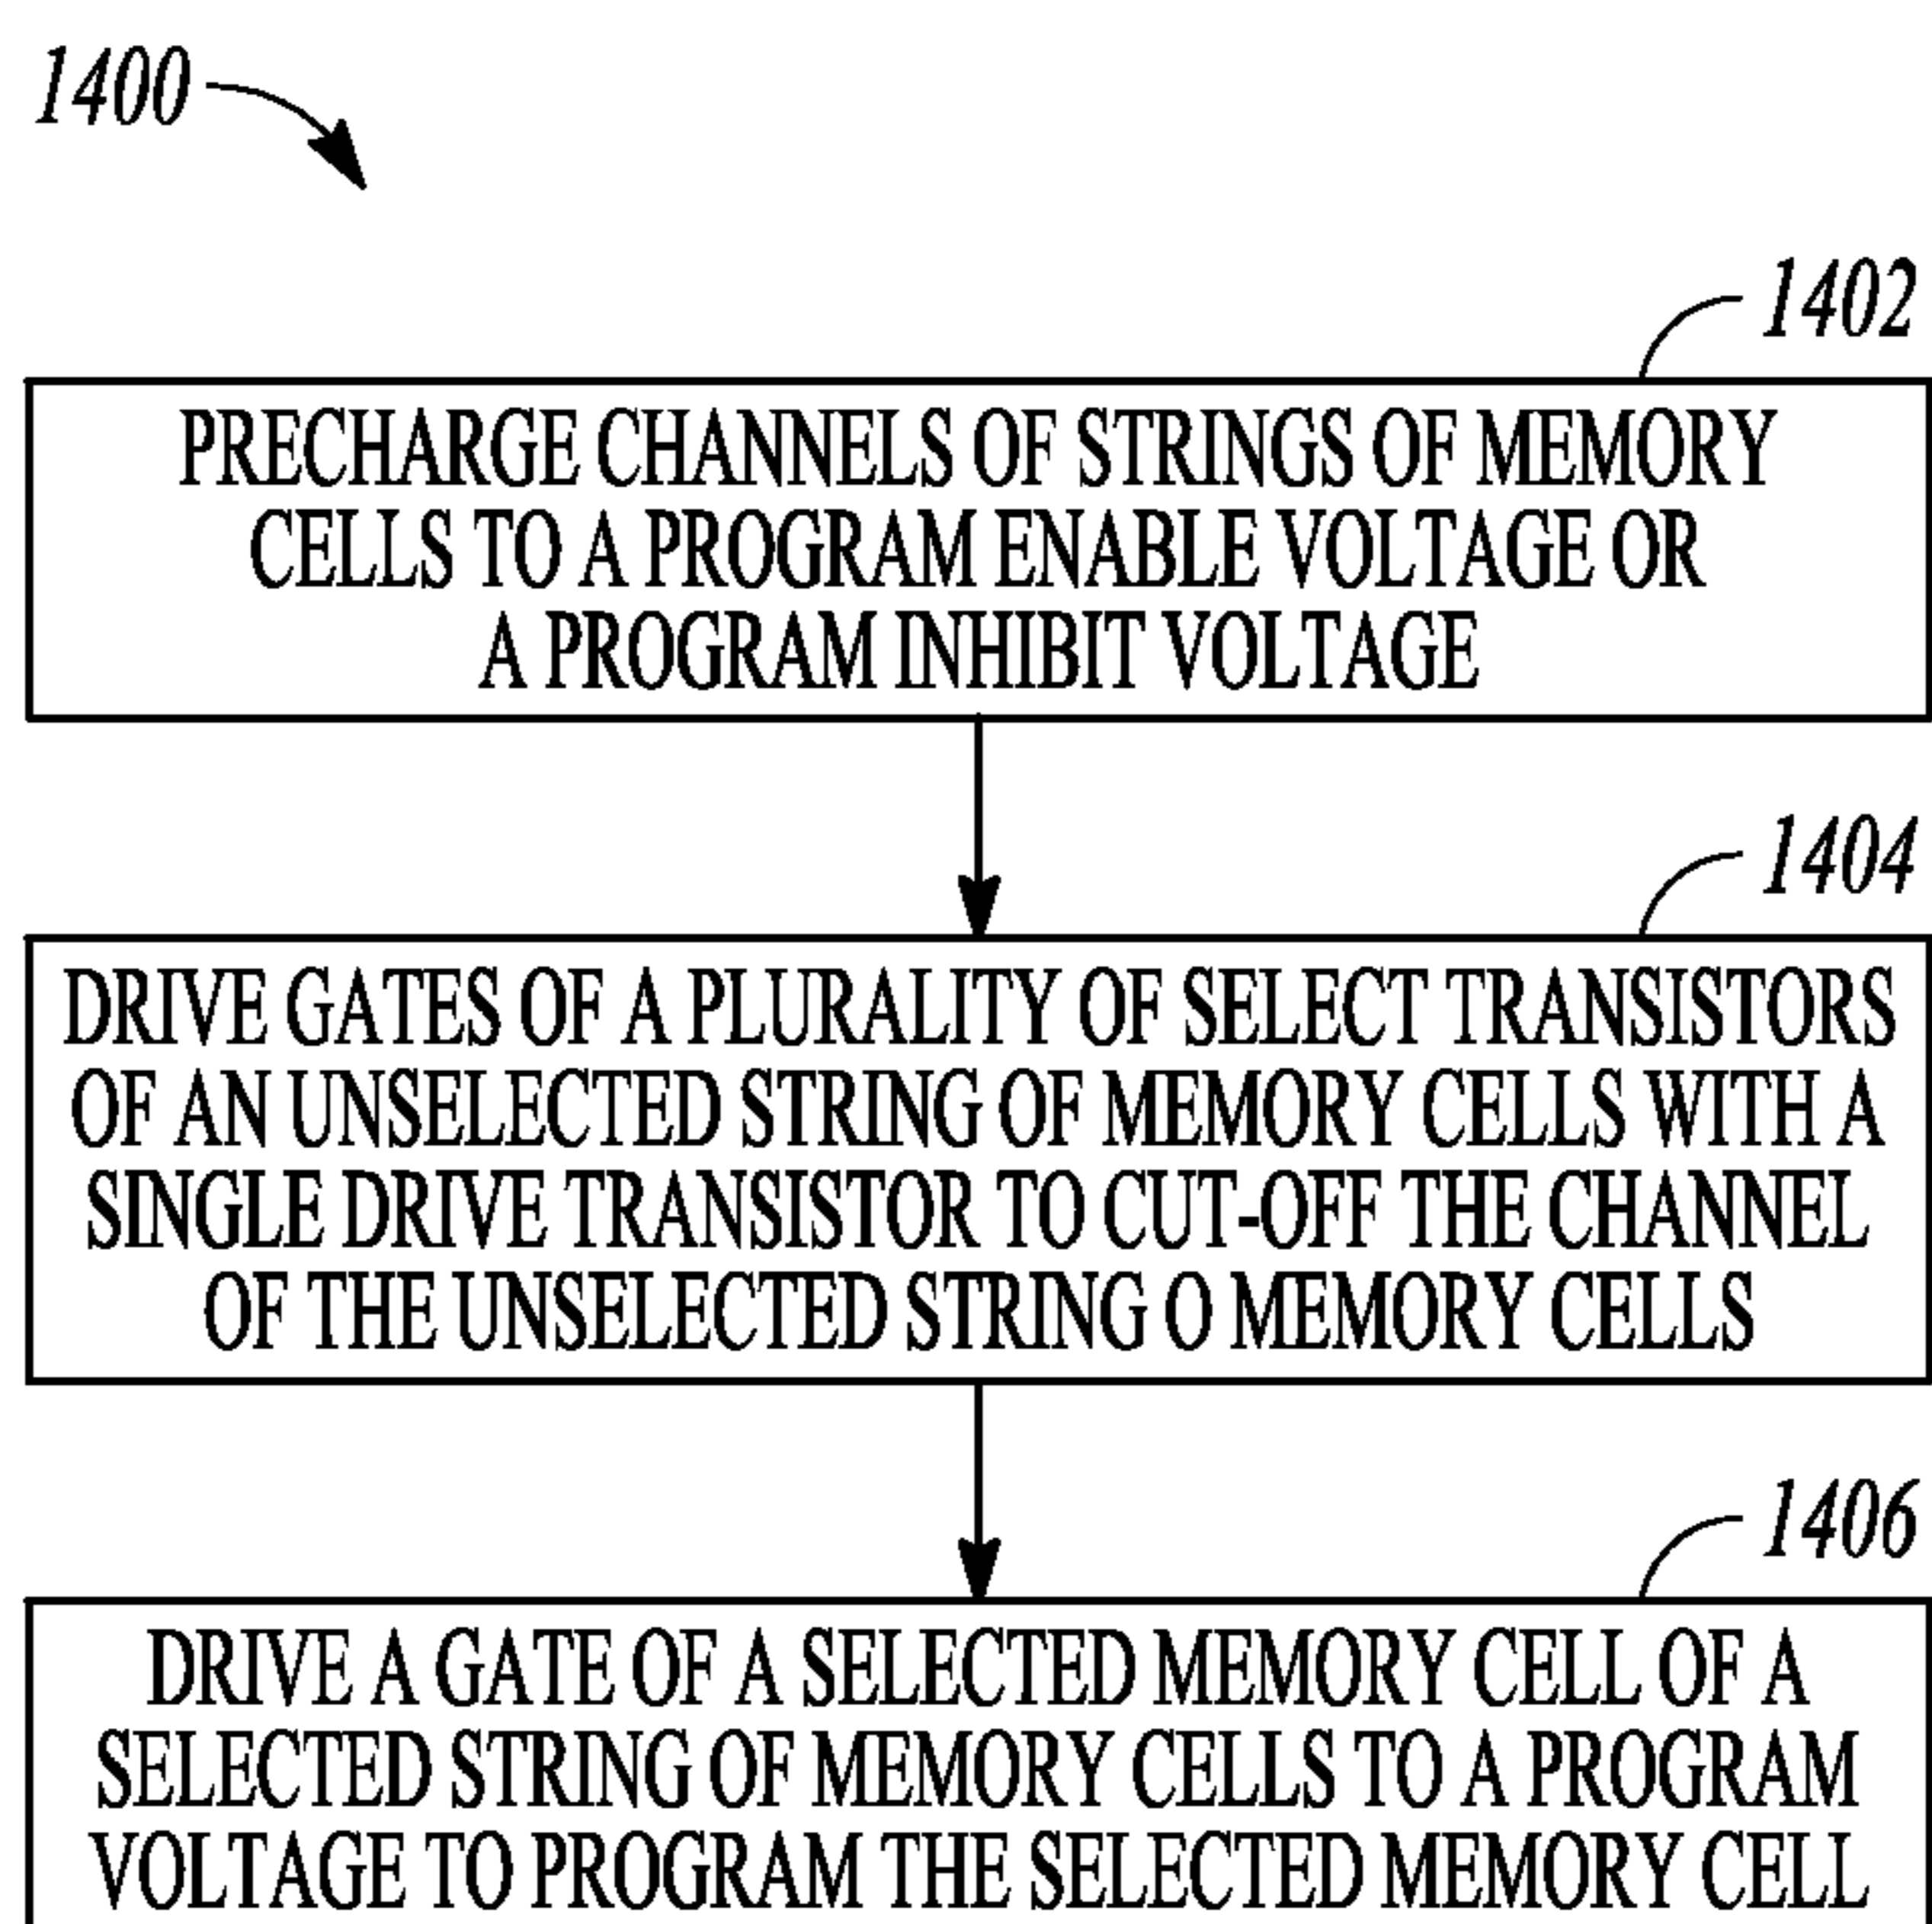 1400
1402
PRECHARGE CHANNELS OF STRINGS OF MEMORY
CELLS TO A PROGRAM ENABLE VOLTAGE OR
A PROGRAM INHIBIT VOLTAGE
1404
DRIVE GATES OF A PLURALITY OF SELECT TRANSISTORS
OF AN UNSELECTED STRING OF MEMORY CELLS WITH A
SINGLE DRIVE TRANSISTOR TO CUT-OFF THE CHANNEL
OF THE UNSELECTED STRING O MEMORY CELLS
1406
DRIVE A GATE OF A SELECTED MEMORY CELL OF A
SELECTED STRING OF MEMORY CELLS TO A PROGRAM
VOLTAGE TO PROGRAM THE SELECTED MEMORY CELL